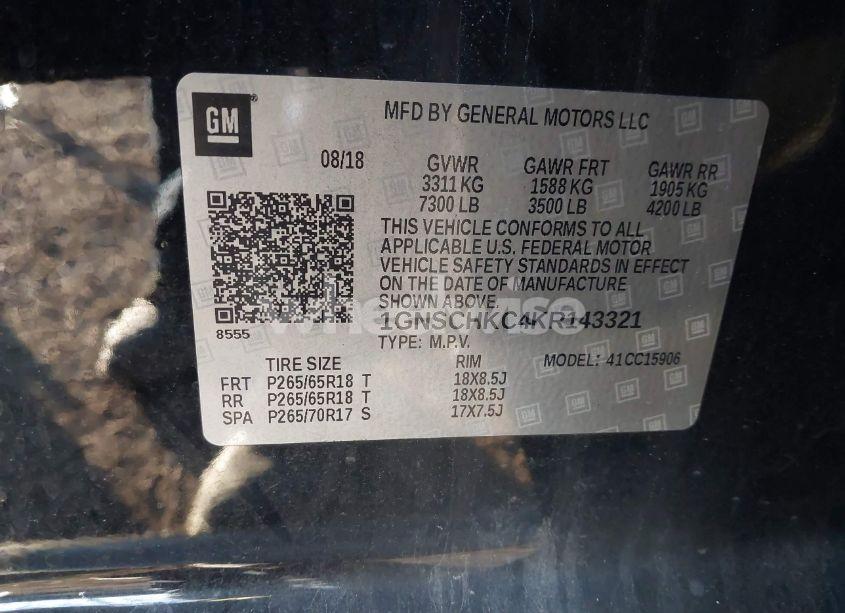 GM
MFD BY GENERAL MOTORS LLC
08/18 GVWR GAWR FRT GAWR RR
3311 KG 1588 KG 1905 KG
7300 LB 3500 LB 4200 LB
THIS VEHICLE CONFORMS TO ALL
APPLICABLE U.S. FEDERAL MOTOR
VEHICLE SAFETY STANDARDS IN EFFECT
ON THE DATE OF MANUFACTURE
SHOWN ABOVE.
8555 1GNSCHKC4KR143321
TYPE: M.P.V.
TIRE SIZE RIM MODEL: 41CC15906
FRT P265/65R18 T 18X8.5J
RR P265/65R18 T 18X8.5J
SPA P265/70R17 S 17X7.5J